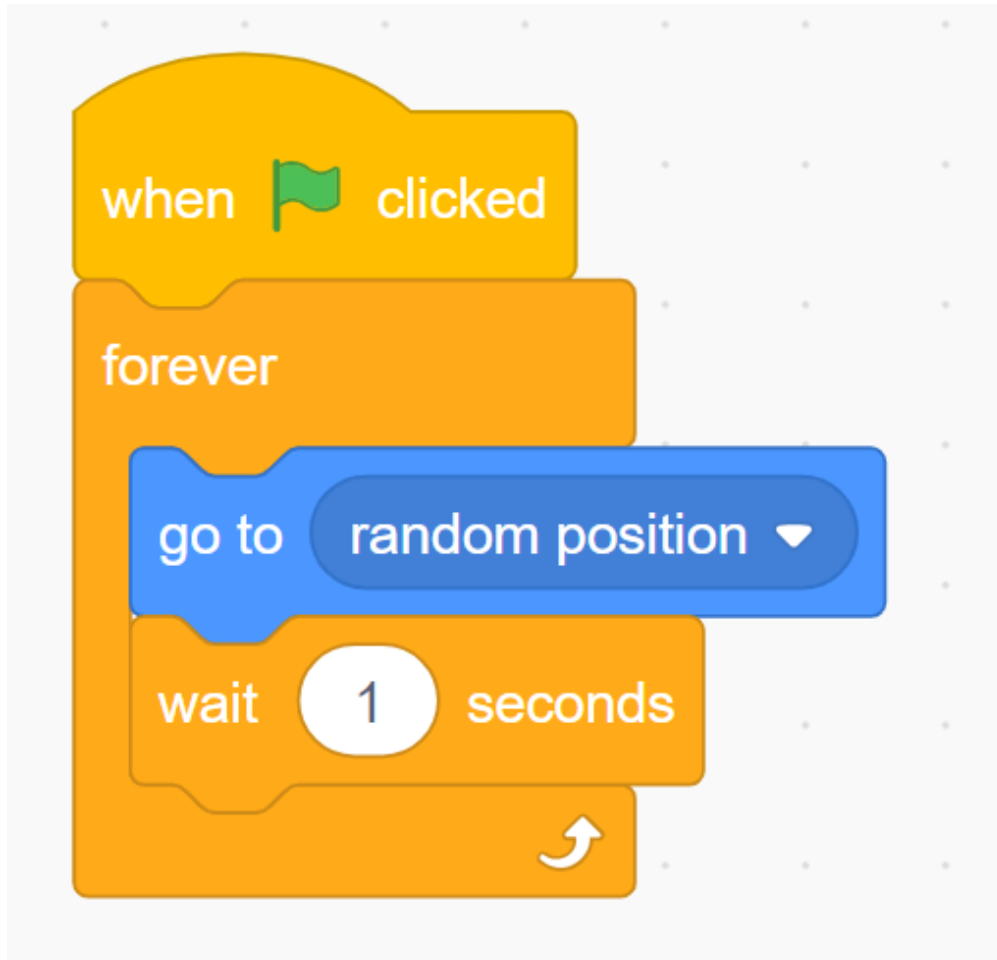 when clicked
forever
go to random position
wait 1 seconds